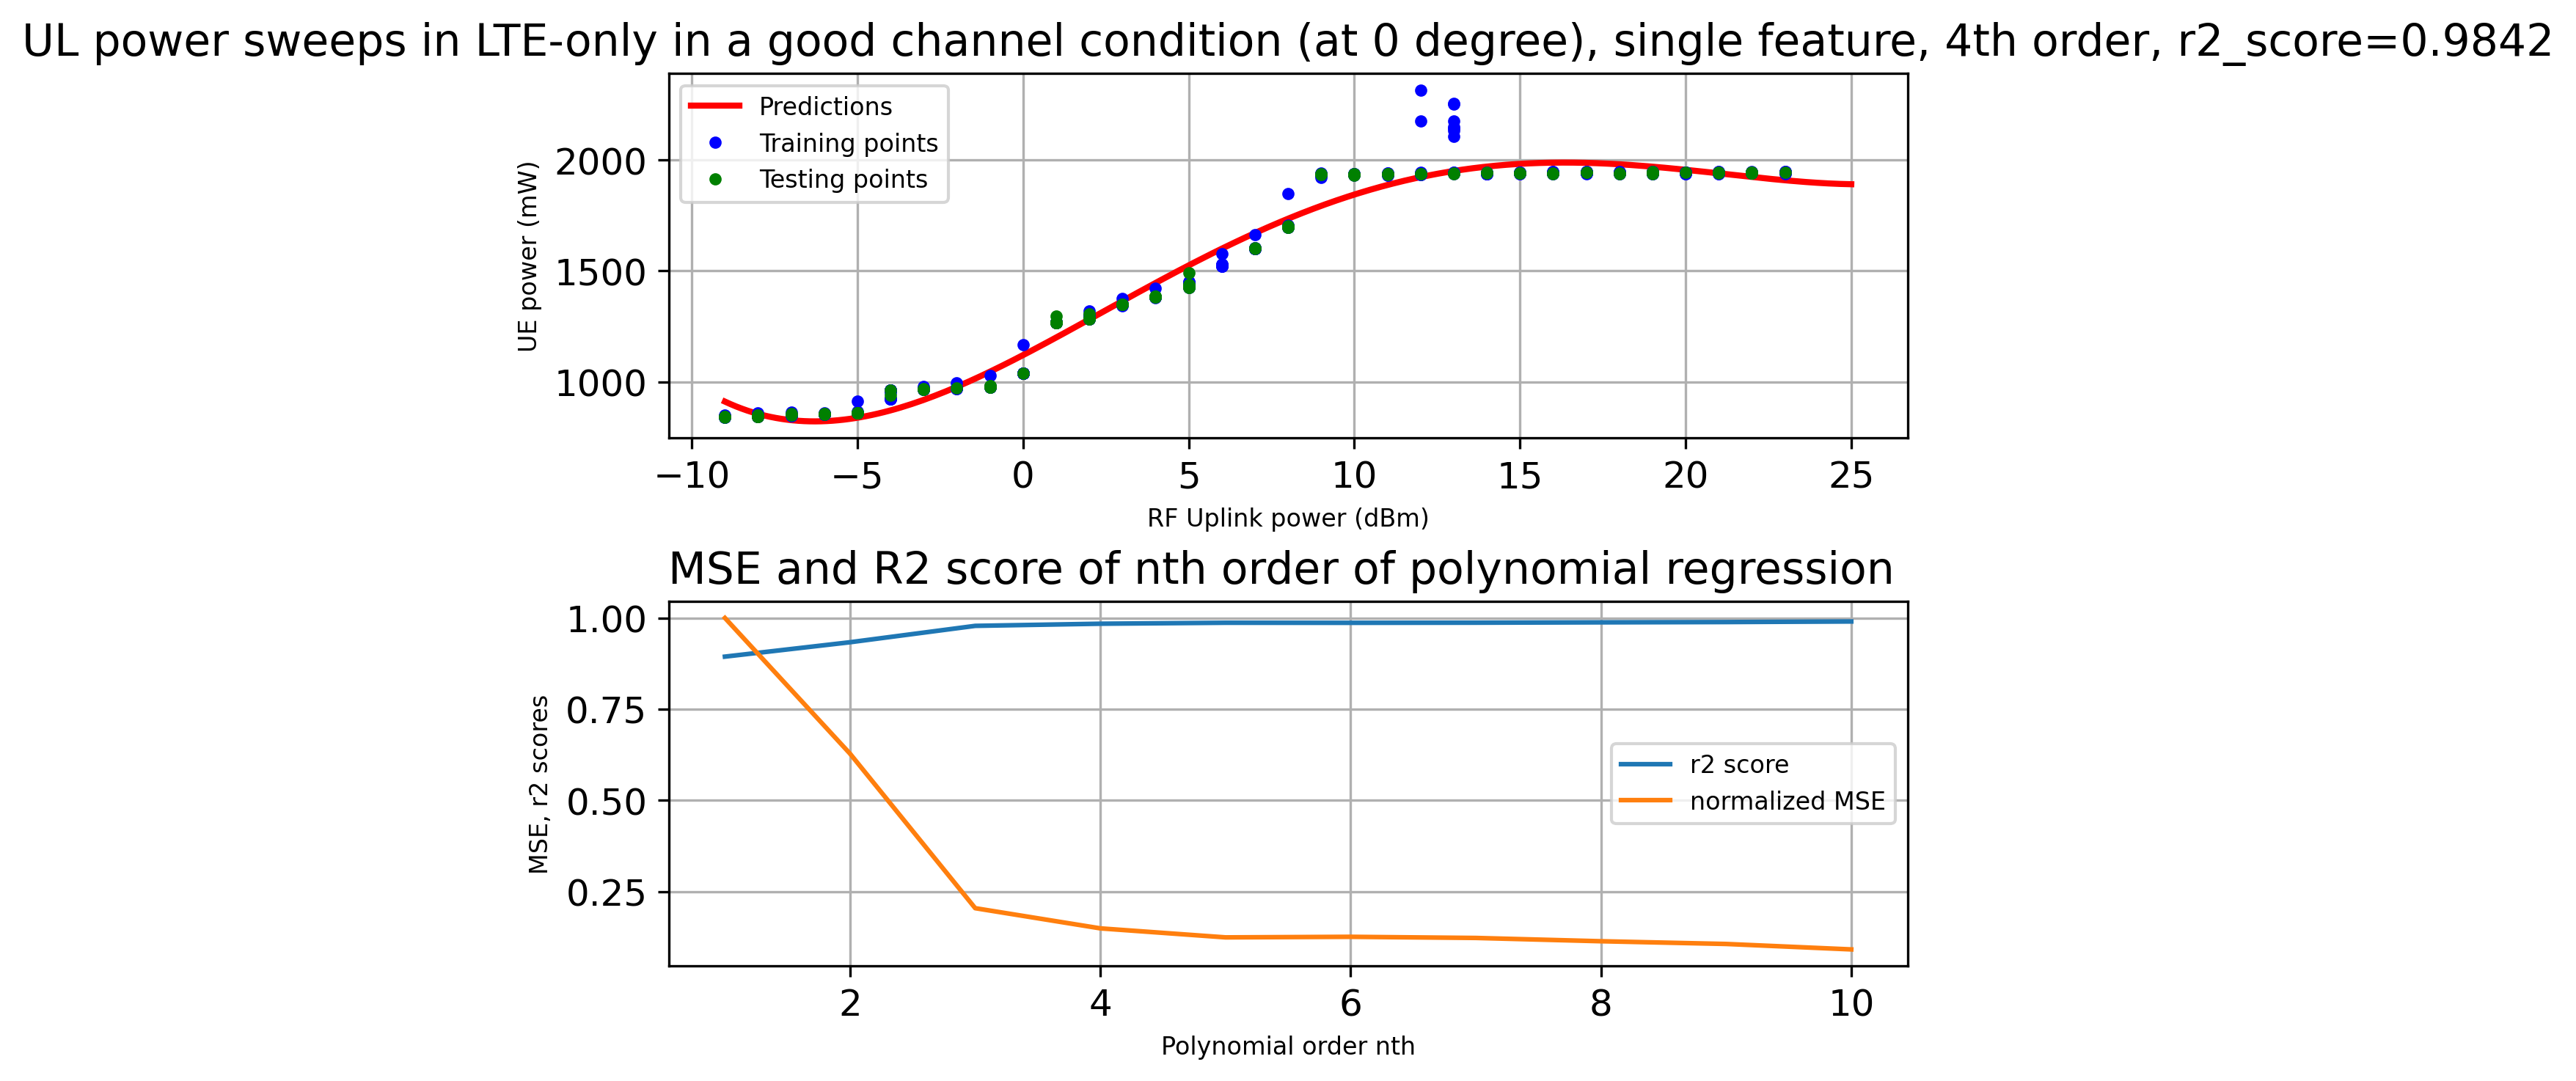 UL power sweeps in LTE-only in a good channel condition (at 0 degree), single feature, 4th order, r2_score=0.9842
Predictions
Training points
Testing points
UE power (mW)
2000
1500
1000
−10 −5 0 5 10 15 20 25
RF Uplink power (dBm)
MSE and R2 score of nth order of polynomial regression
MSE, r2 scores
1.00
0.75
0.50
0.25
r2 score
normalized MSE
2 4 6 8 10
Polynomial order nth